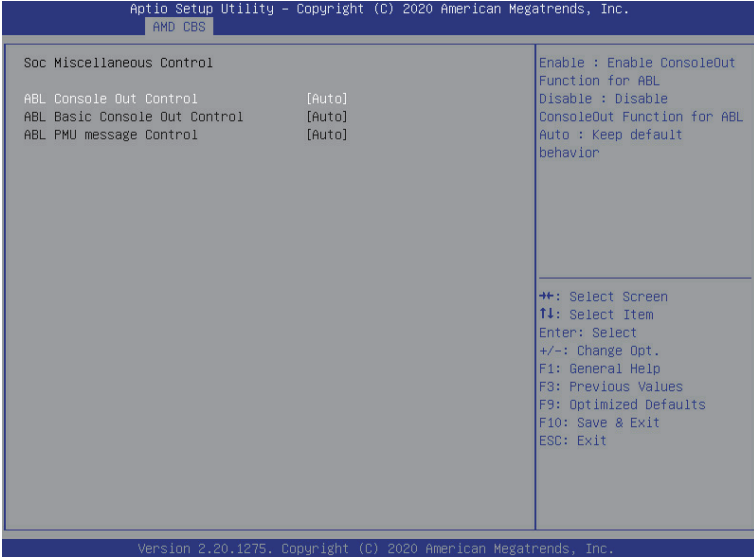 Aptio Setup Utility – Copyright (C) 2020 American Megatrends, Inc.
AMD CBS
Soc Miscellaneous Control
ABL Console Out Control [Auto]
ABL Basic Console Out Control [Auto]
ABL PMU message Control [Auto]
Enable : Enable ConsoleOut
Function for ABL
Disable : Disable
ConsoleOut Function for ABL
Auto : Keep default
behavior
→←: Select Screen
↑↓: Select Item
Enter: Select
+/-: Change Opt.
F1: General Help
F3: Previous Values
F9: Optimized Defaults
F10: Save & Exit
ESC: Exit
Version 2.20.1275. Copyright (C) 2020 American Megatrends, Inc.